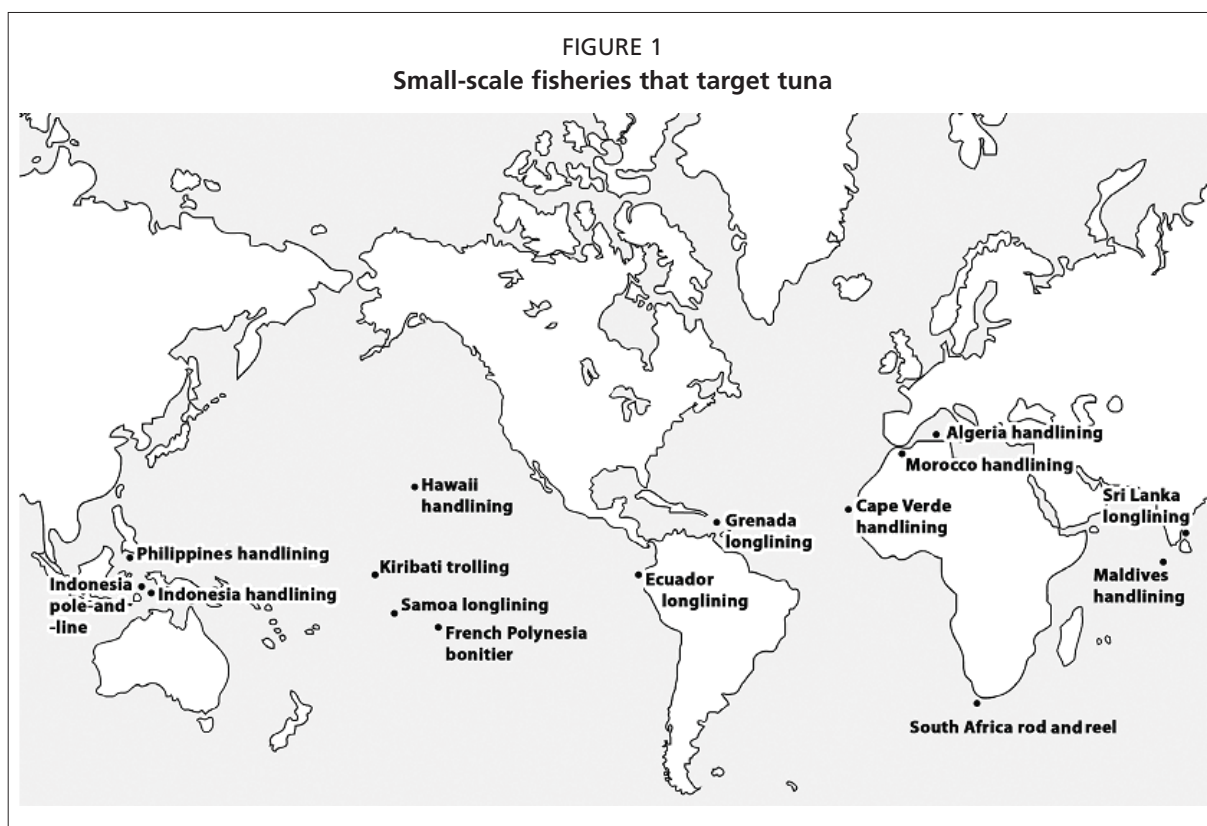 FIGURE 1
Small-scale fisheries that target tuna
Algeria handlining
Morocco handlining
Hawaii
handlining
Sri Lanka
longlining
Cape Verde
handlining
Grenada
longlining
Philippines handlining
Kiribati trolling
Ecuador
longlining
Maldives
handlining
Indonesia
pole-and-
-line
Indonesia handlining
Samoa longlining
French Polynesia
bonitier
South Africa rod and reel